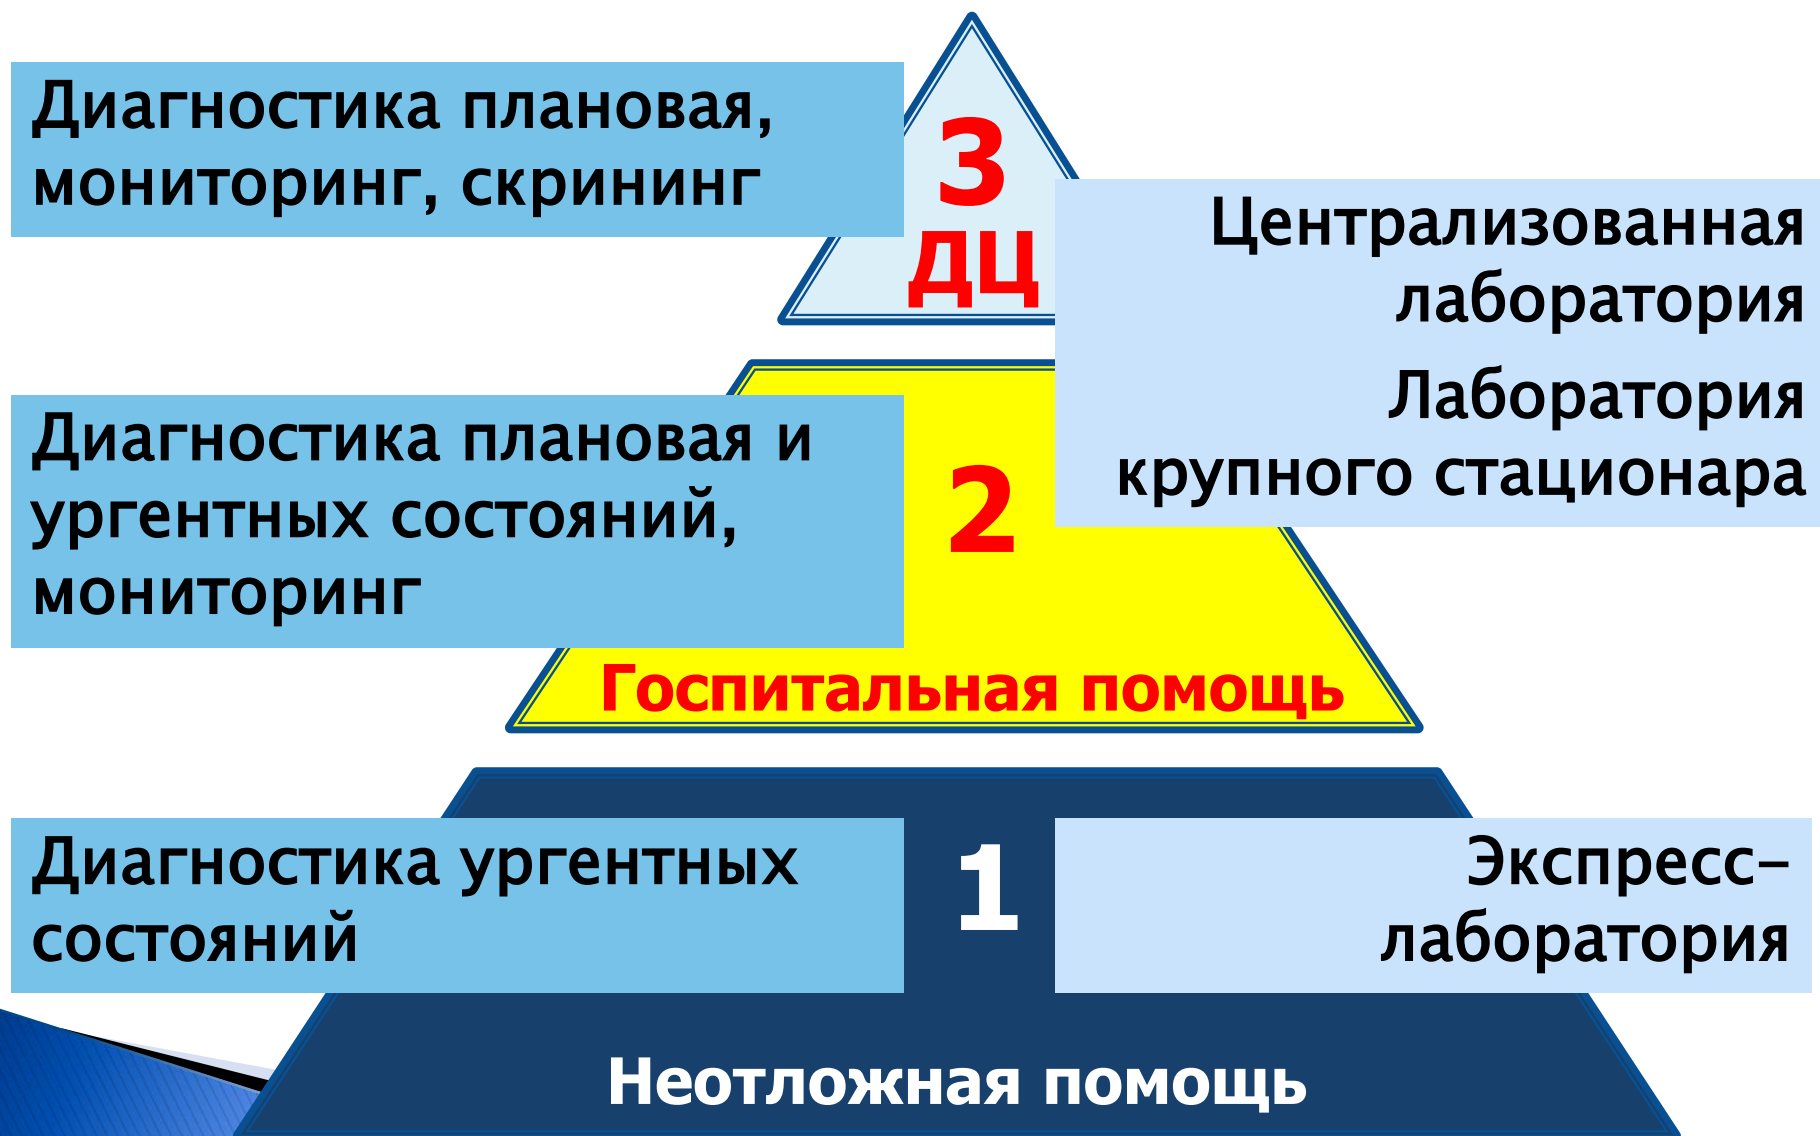 Диагностика плановая,
мониторинг, скрининг
3
ДЦ
Централизованная
лаборатория
Лаборатория
крупного стационара
Диагностика плановая и
ургентных состояний,
мониторинг
2
Госпитальная помощь
Диагностика ургентных
состояний
1
Экспресс-
лаборатория
Неотложная помощь